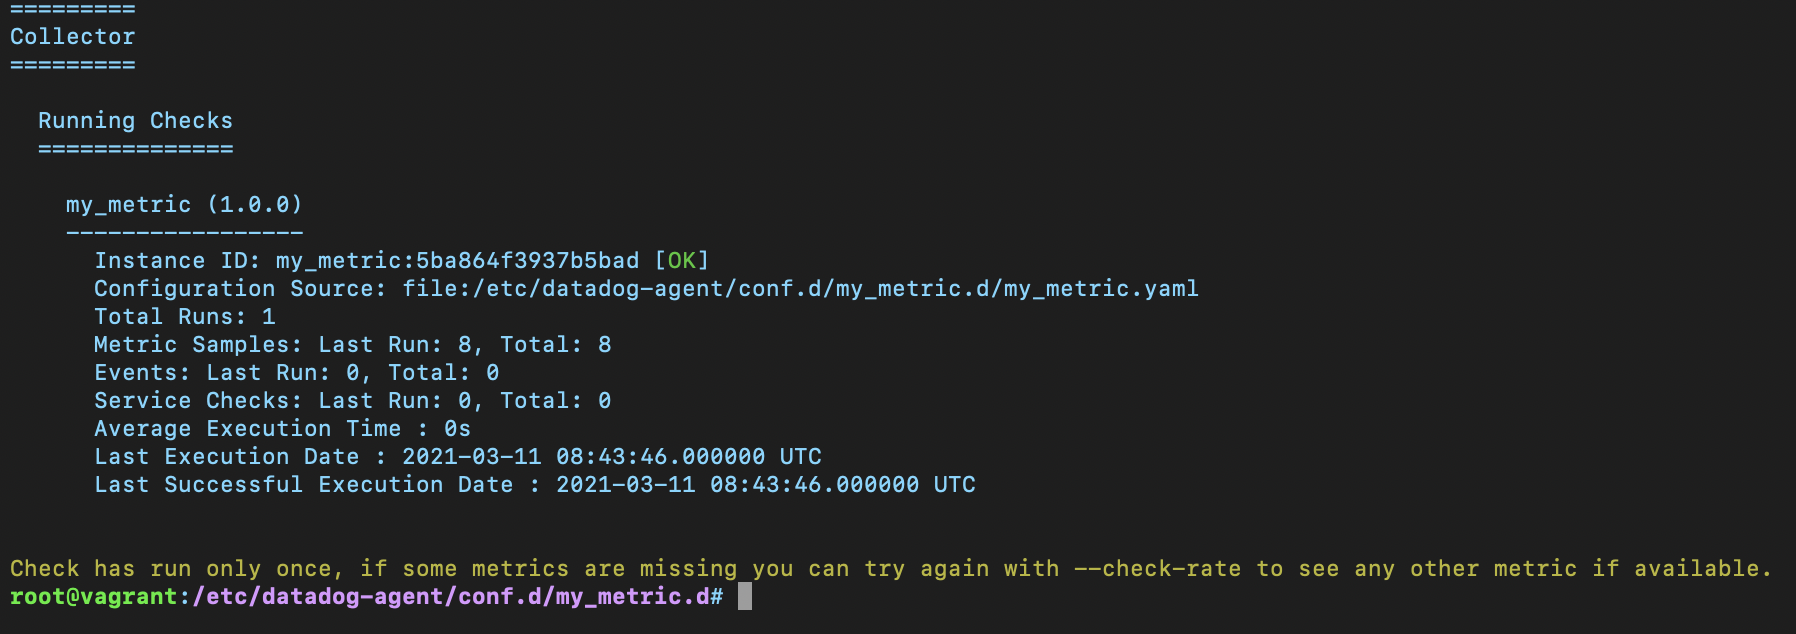 =========
Collector
=========
Running Checks
==============
my_metric (1.0.0)
-----------------
Instance ID: my_metric:5ba864f3937b5bad [OK]
Configuration Source: file:/etc/datadog-agent/conf.d/my_metric.d/my_metric.yaml
Total Runs: 1
Metric Samples: Last Run: 8, Total: 8
Events: Last Run: 0, Total: 0
Service Checks: Last Run: 0, Total: 0
Average Execution Time : 0s
Last Execution Date : 2021-03-11 08:43:46.000000 UTC
Last Successful Execution Date : 2021-03-11 08:43:46.000000 UTC
Check has run only once, if some metrics are missing you can try again with --check-rate to see any other metric if available.
root@vagrant:/etc/datadog-agent/conf.d/my_metric.d#